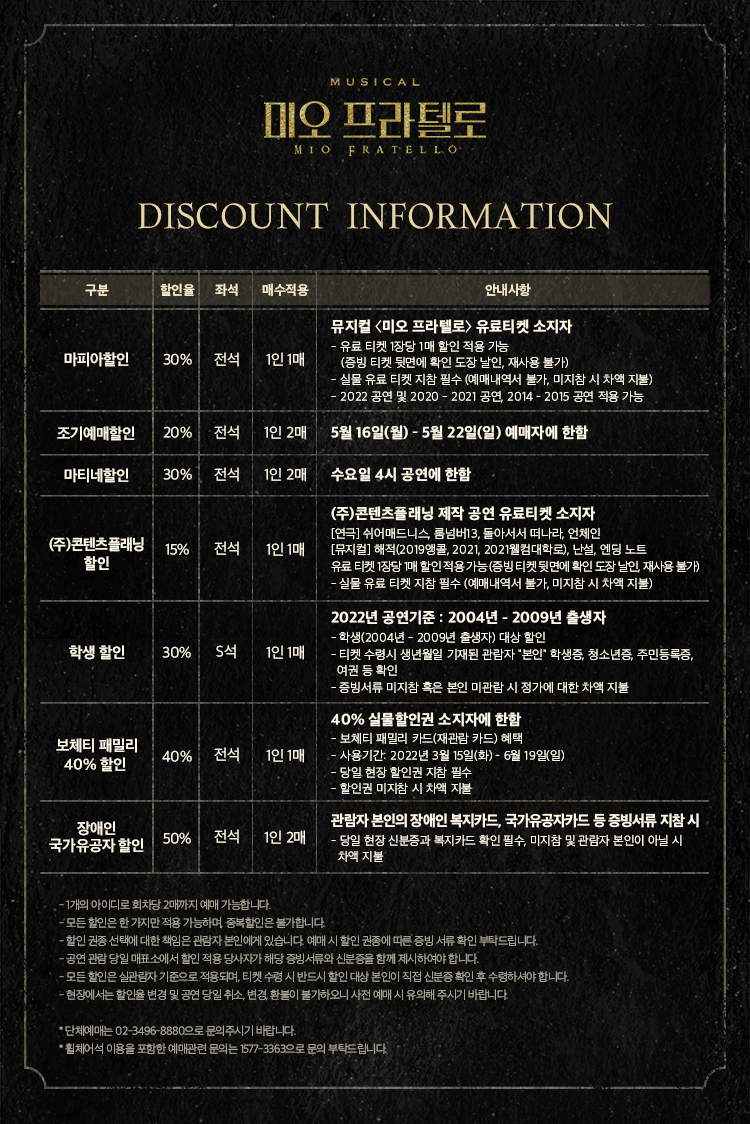 MUSICAL
미오 프라텔로
MIO FRATELLO
DISCOUNT INFORMATION
구분 할인율 좌석 매수적용 안내사항
마피아할인 30% 전석 1인 1매
뮤지컬 <미오 프라텔로> 유료티켓 소지자
- 유료 티켓 1장당 1매 할인 적용 가능
(증빙 티켓 뒷면에 확인 도장 날인, 재사용 불가)
- 실물 유료 티켓 지참 필수 (예매내역서 불가, 미지참 시 차액 지불)
- 2022 공연 및 2020 - 2021 공연, 2014 - 2015 공연 적용 가능
조기예매할인 20% 전석 1인 2매 5월 16일(월) - 5월 22일(일) 예매자에 한함
마티네할인 30% 전석 1인 2매 수요일 4시 공연에 한함
(주)콘텐츠플래닝
할인 15% 전석 1인 1매
(주)콘텐츠플래닝 제작 공연 유료티켓 소지자
[연극] 쉬어매드니스, 룸넘버13, 돌아서서 떠나라, 언체인
[뮤지컬] 해적(2019앵콜, 2021, 2021웰컴대학로), 난설, 엔딩 노트
유료 티켓 1장당 1매 할인 적용 가능 (증빙 티켓 뒷면에 확인 도장 날인, 재사용 불가)
- 실물 유료 티켓 지참 필수 (예매내역서 불가, 미지참 시 차액 지불)
학생 할인 30% S석 1인 1매
2022년 공연기준 : 2004년 - 2009년 출생자
- 학생(2004년 - 2009년 출생자) 대상 할인
- 티켓 수령시 생년월일 기재된 관람자 "본인" 학생증, 청소년증, 주민등록증,
여권 등 확인
- 증빙서류 미지참 혹은 본인 미관람 시 정가에 대한 차액 지불
보체티 패밀리
40% 할인 40% 전석 1인 1매
40% 실물할인권 소지자에 한함
- 보체티 패밀리 카드(재관람 카드) 혜택
- 사용기간: 2022년 3월 15일(화) - 6월 19일(일)
- 당일 현장 할인권 지참 필수
- 할인권 미지참 시 차액 지불
장애인
국가유공자 할인 50% 전석 1인 2매
관람자 본인의 장애인 복지카드, 국가유공자카드 등 증빙서류 지참 시
- 당일 현장 신분증과 복지카드 확인 필수, 미지참 및 관람자 본인이 아닐 시
차액 지불
- 1개의 아이디로 회차당 2매까지 예매 가능합니다.
- 모든 할인은 한 가지만 적용 가능하며, 중복할인은 불가합니다.
- 할인 권종 선택에 대한 책임은 관람자 본인에게 있습니다. 예매 시 할인 권종에 따른 증빙 서류 확인 부탁드립니다.
- 공연 관람 당일 매표소에서 할인 적용 당사자가 해당 증빙서류와 신분증을 함께 제시하여야 합니다.
- 모든 할인은 실관람자 기준으로 적용되며, 티켓 수령 시 반드시 할인 대상 본인이 직접 신분증 확인 후 수령하셔야 합니다.
- 현장에서는 할인율 변경 및 공연 당일 취소, 변경, 환불이 불가하오니 사전 예매 시 유의해 주시기 바랍니다.
* 단체예매는 02-3496-8880으로 문의주시기 바랍니다.
* 휠체어석 이용을 포함한 예매관련 문의는 1577-3363으로 문의 부탁드립니다.